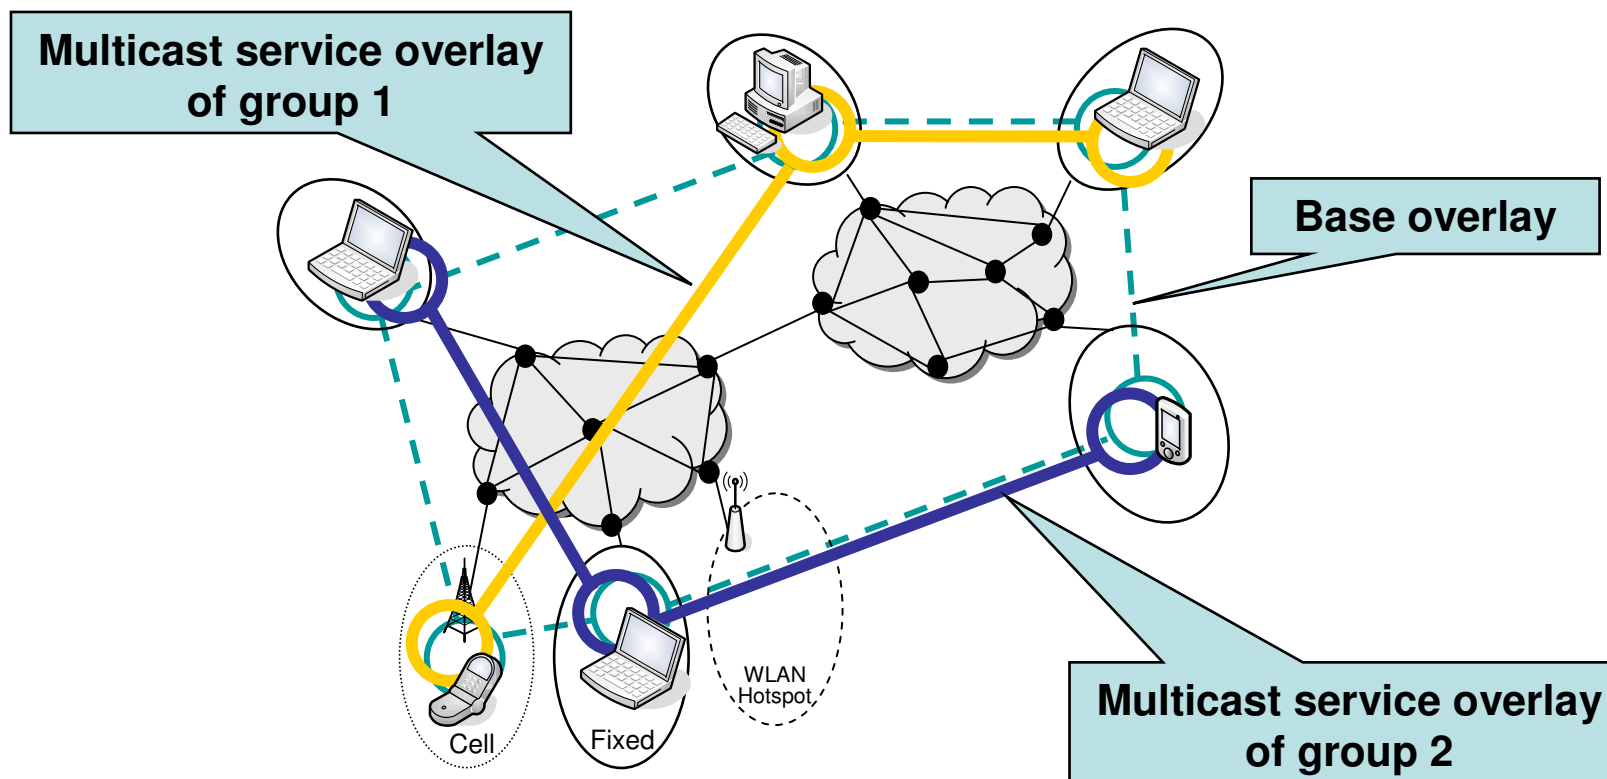 Multicast service overlay
of group 1
Base overlay
WLAN
Hotspot
Cell
Fixed
Multicast service overlay
of group 2